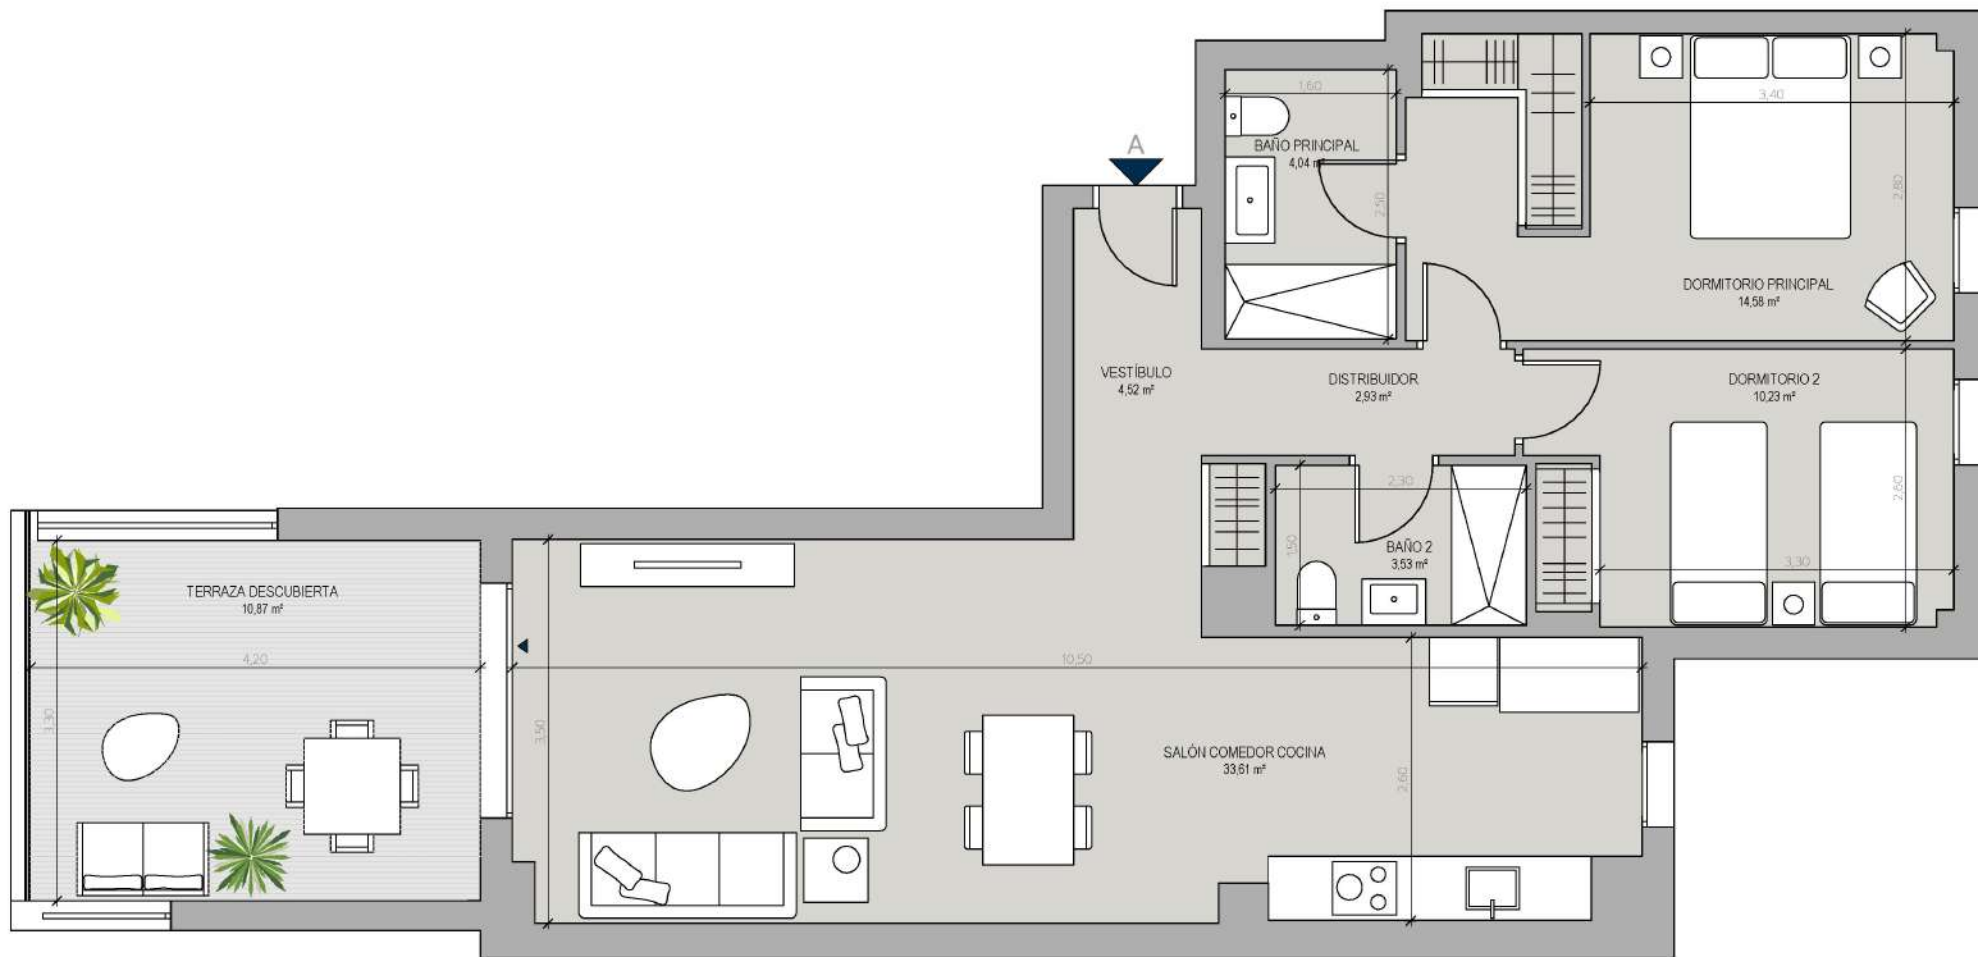 A
1,60
BAÑO PRINCIPAL
4,04 m²
2,50
3,40
2,80
DORMITORIO PRINCIPAL
14,58 m²
VESTÍBULO
4,52 m²
DISTRIBUIDOR
2,93 m²
DORMITORIO 2
10,23 m²
2,30
1,50
BAÑO 2
3,53 m²
2,60
3,30
TERRAZA DESCUBIERTA
10,87 m²
4,20
3,30
10,50
3,50
SALÓN COMEDOR COCINA
33,61 m²
2,60